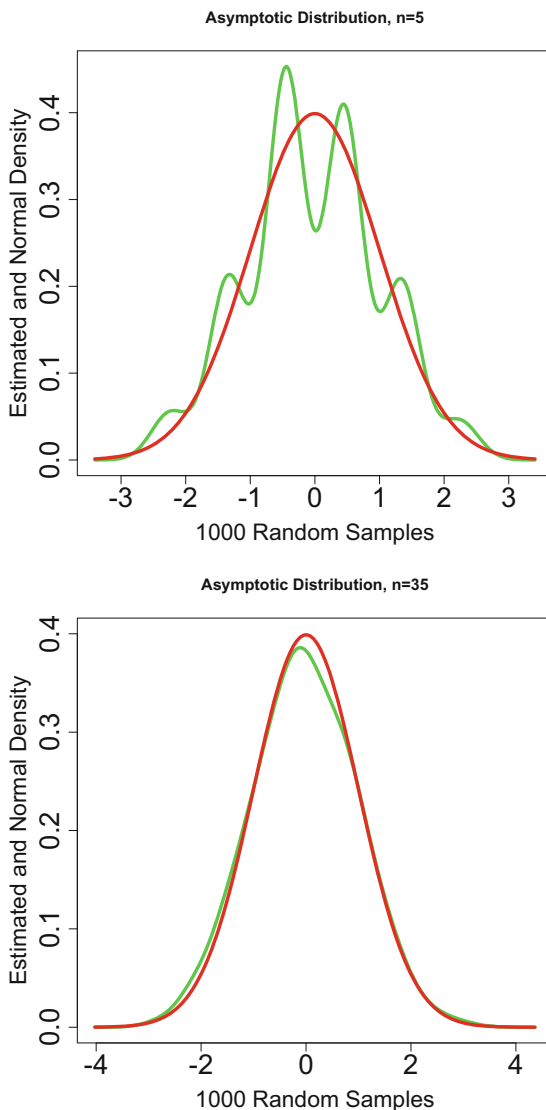 Asymptotic Distribution, n=5
Estimated and Normal Density
0.4
0.3
0.2
0.1
0.0
-3 -2 -1 0 1 2 3
1000 Random Samples
Asymptotic Distribution, n=35
Estimated and Normal Density
0.4
0.3
0.2
0.1
0.0
-4 -2 0 2 4
1000 Random Samples